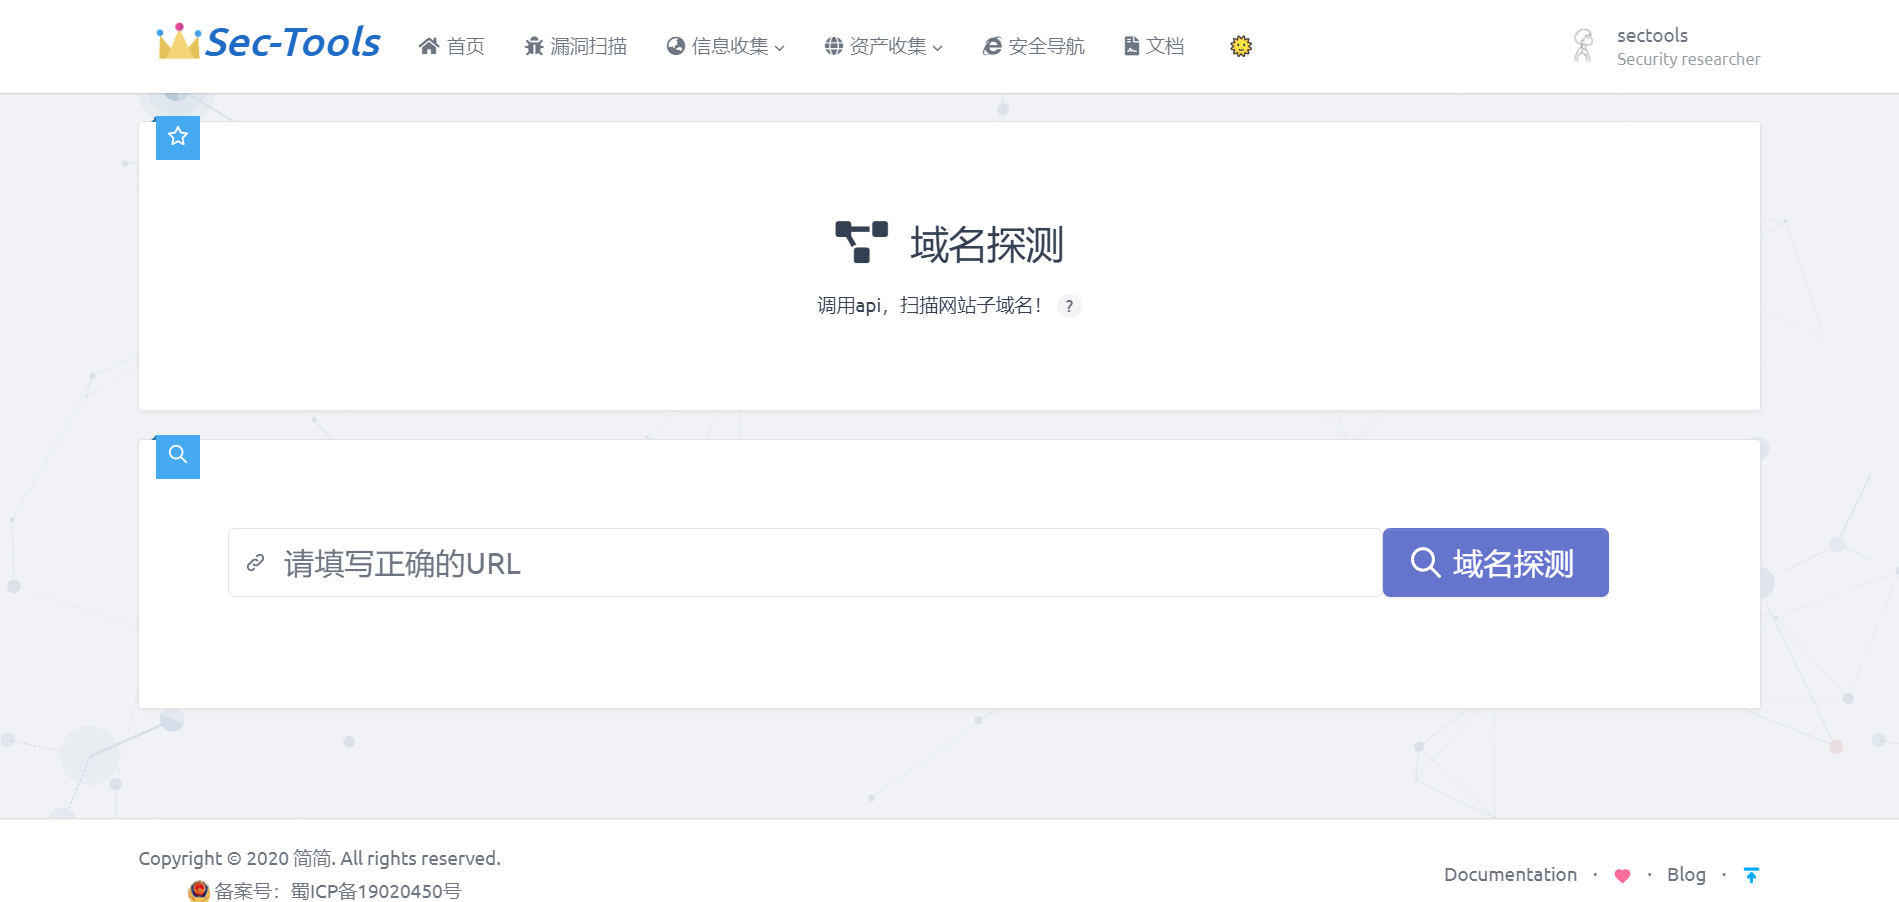 Sec-Tools 首页 漏洞扫描 信息收集 资产收集 安全导航 文档
sectools
Security researcher
域名探测
调用api，扫描网站子域名！ ?
请填写正确的URL 域名探测
Copyright © 2020 简简. All rights reserved.
备案号：蜀ICP备19020450号
Documentation · · Blog ·